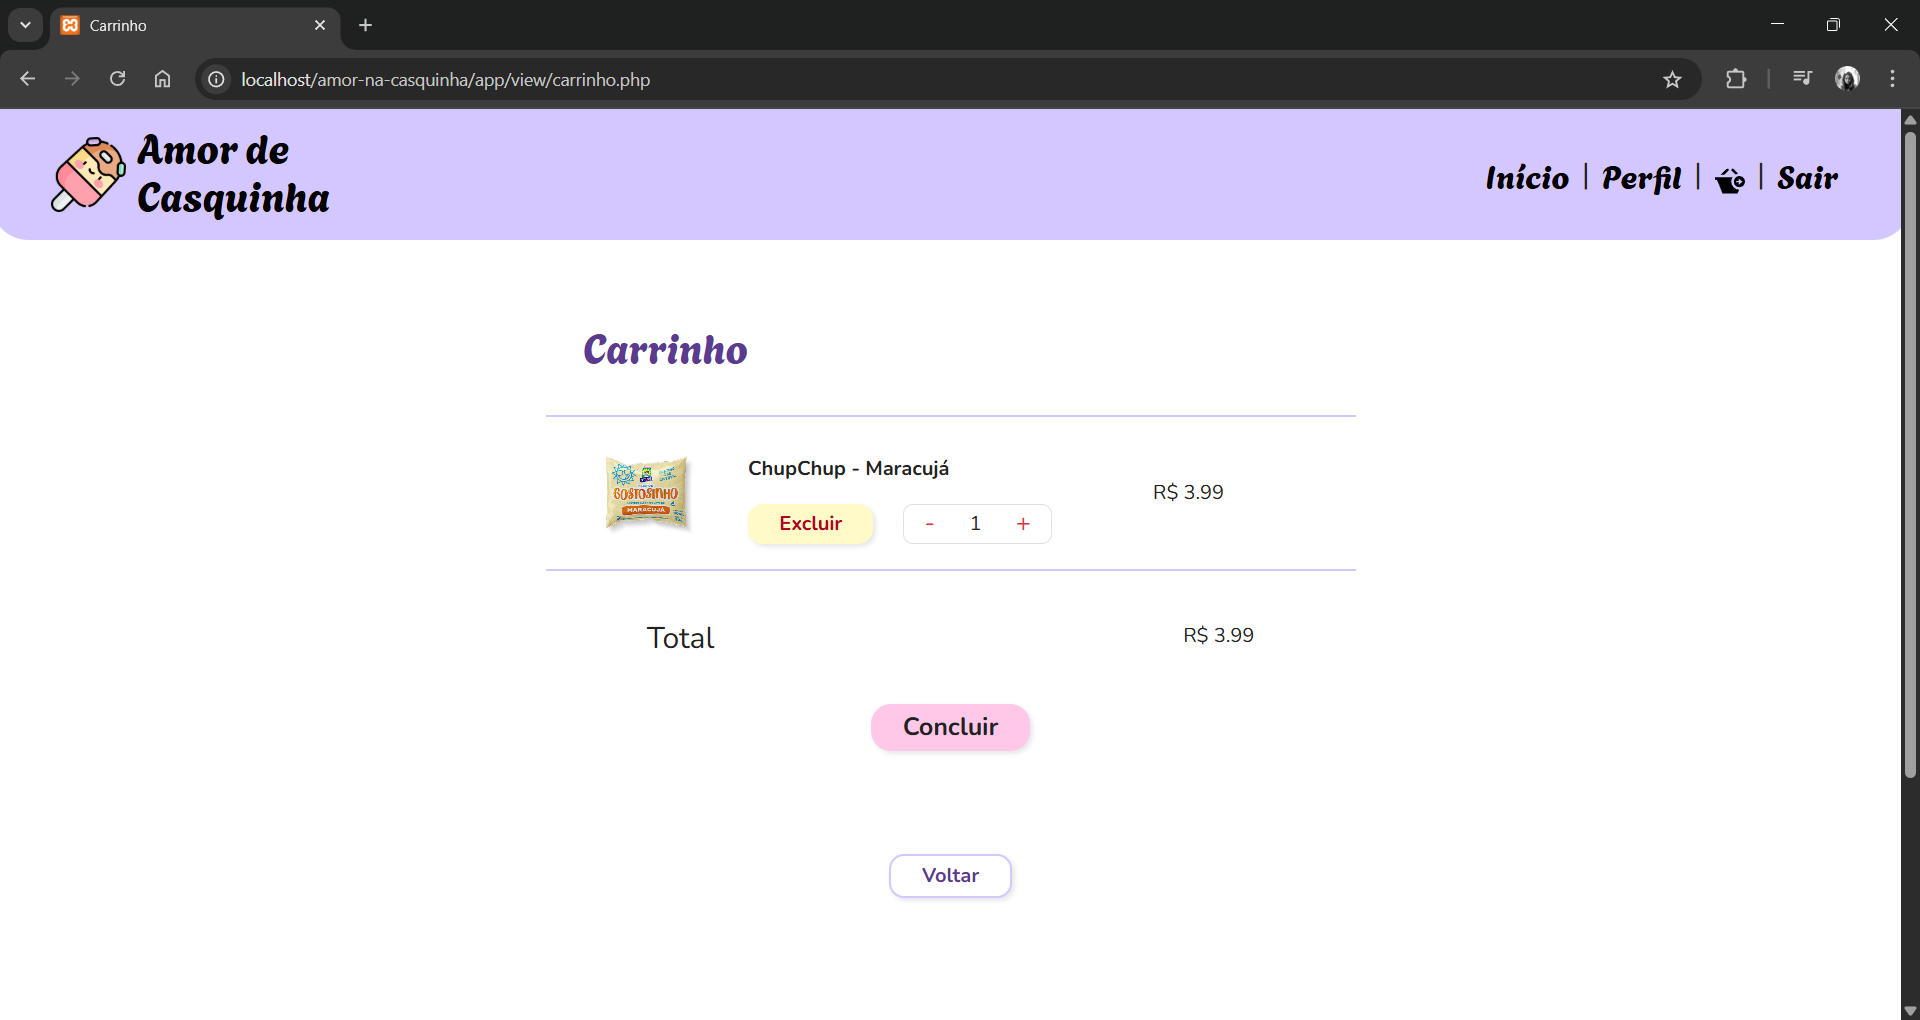 Carrinho
localhost/amor-na-casquinha/app/view/carrinho.php
Amor de
Casquinha
Início | Perfil | | Sair
Carrinho
ChupChup - Maracujá
R$ 3.99
GOSTOSINHO
MARACUJÁ
Excluir
- 1 +
Total
R$ 3.99
Concluir
Voltar